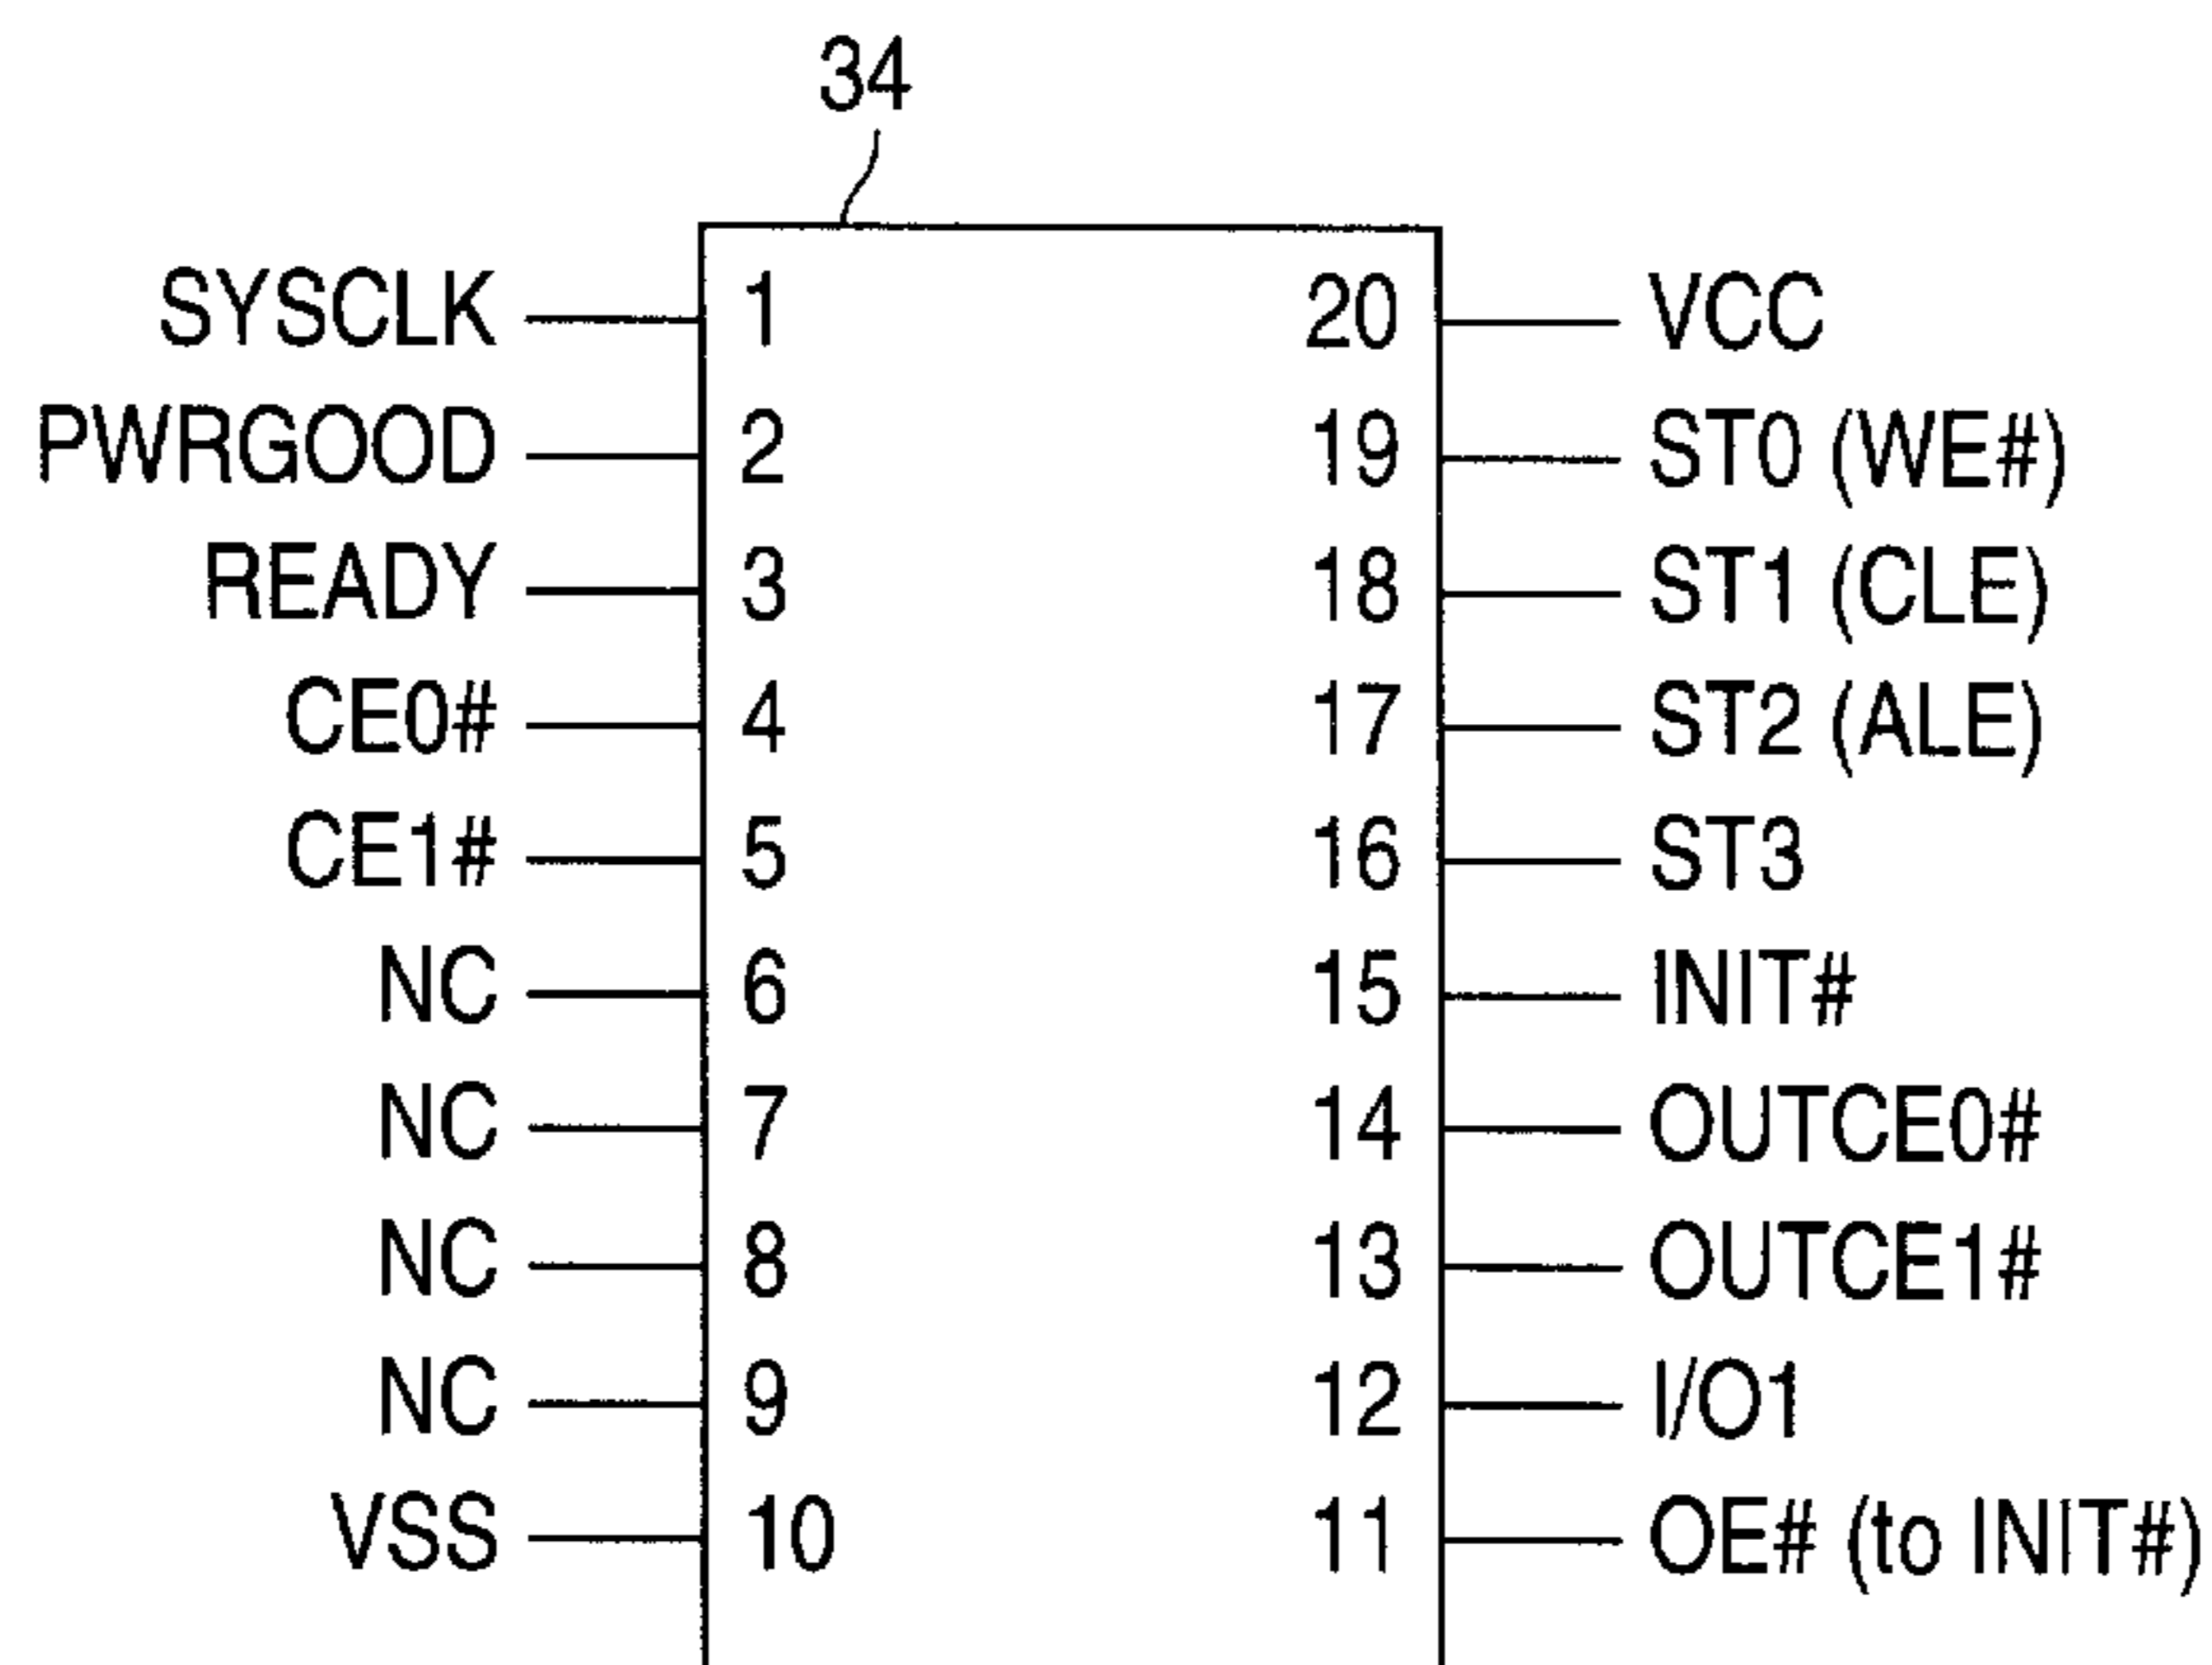 34
SYSCLK 1 20 VCC
PWRGOOD 2 19 ST0 (WE#)
READY 3 18 ST1 (CLE)
CE0# 4 17 ST2 (ALE)
CE1# 5 16 ST3
NC 6 15 INIT#
NC 7 14 OUTCE0#
NC 8 13 OUTCE1#
NC 9 12 I/O1
VSS 10 11 OE# (to INIT#)